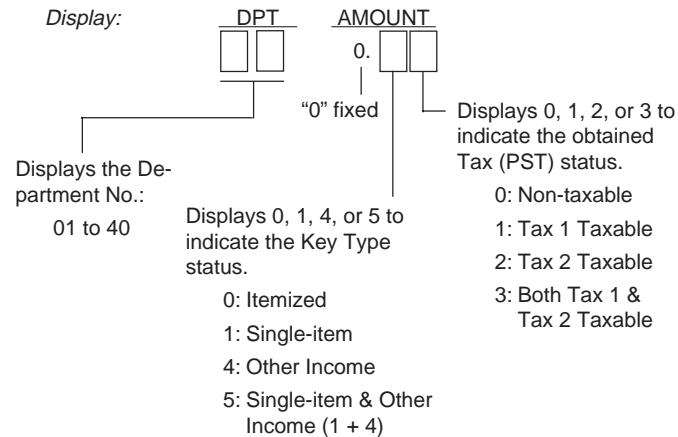 Display:
DPT
AMOUNT
0.
“0” fixed
Displays the De-
partment No.:
01 to 40
Displays 0, 1, 4, or 5 to
indicate the Key Type
status.
0: Itemized
1: Single-item
4: Other Income
5: Single-item & Other
Income (1 + 4)
Displays 0, 1, 2, or 3 to
indicate the obtained
Tax (PST) status.
0: Non-taxable
1: Tax 1 Taxable
2: Tax 2 Taxable
3: Both Tax 1 &
Tax 2 Taxable